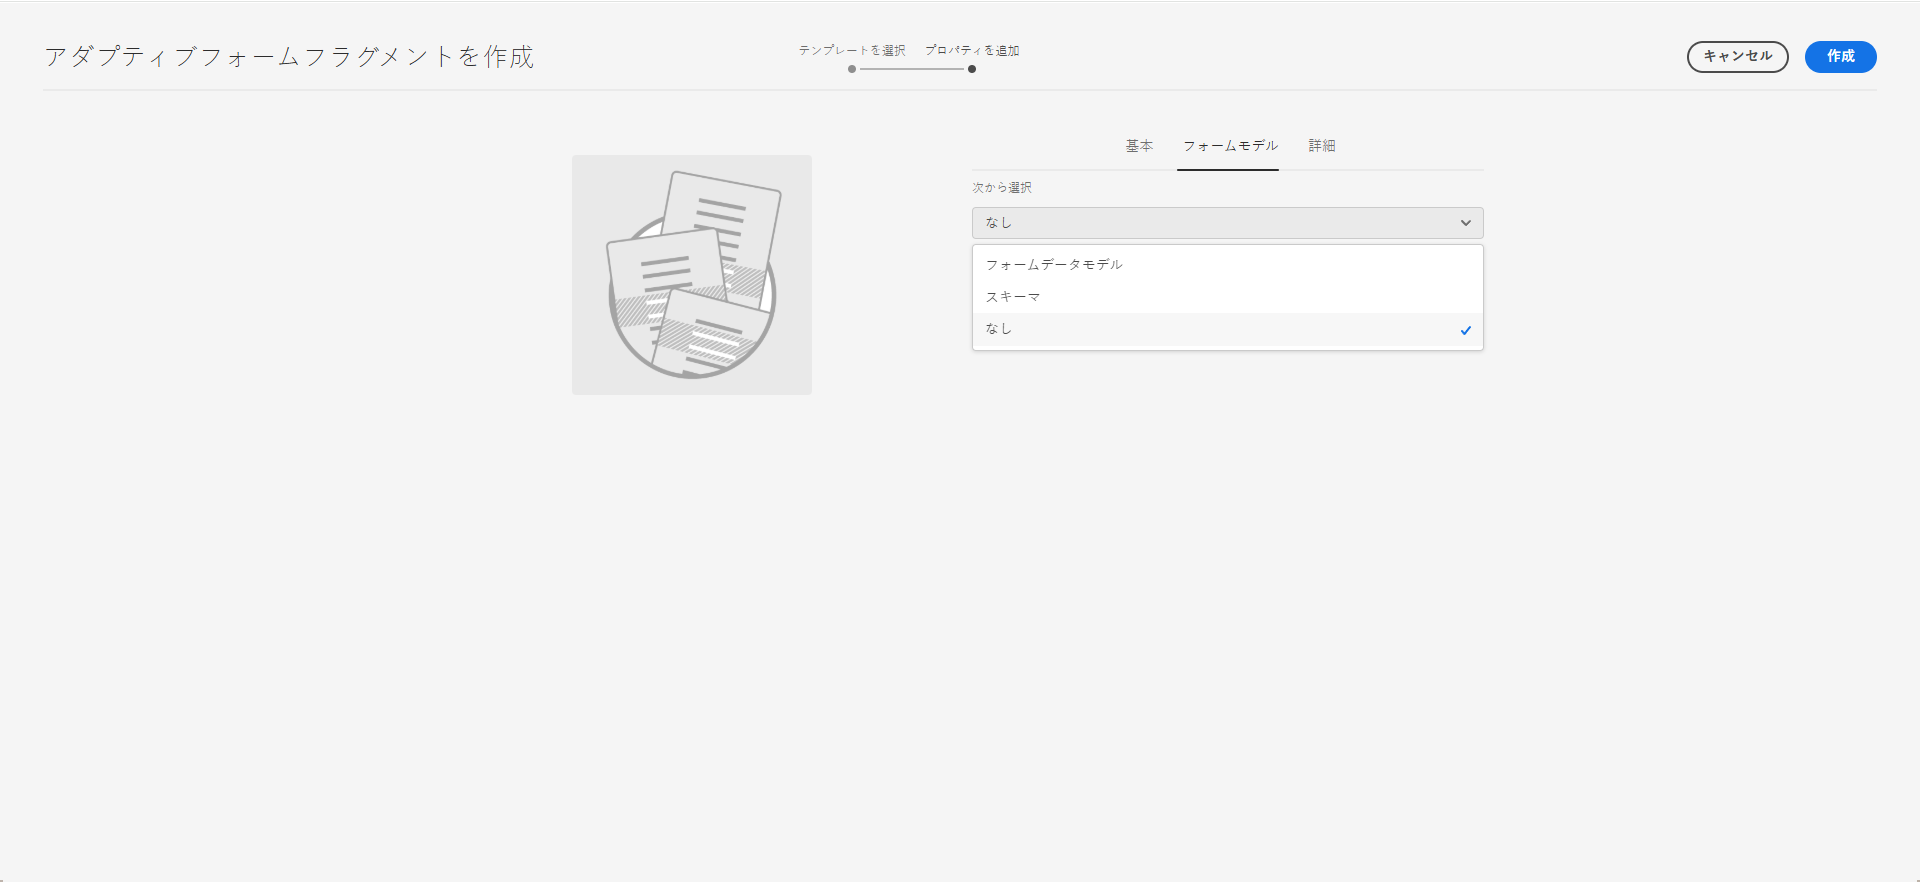 アダプティブフォームフラグメントを作成
テンプレートを選択 プロパティを追加
キャンセル 作成
基本 フォームモデル 詳細
次から選択
なし
フォームデータモデル
スキーマ
なし